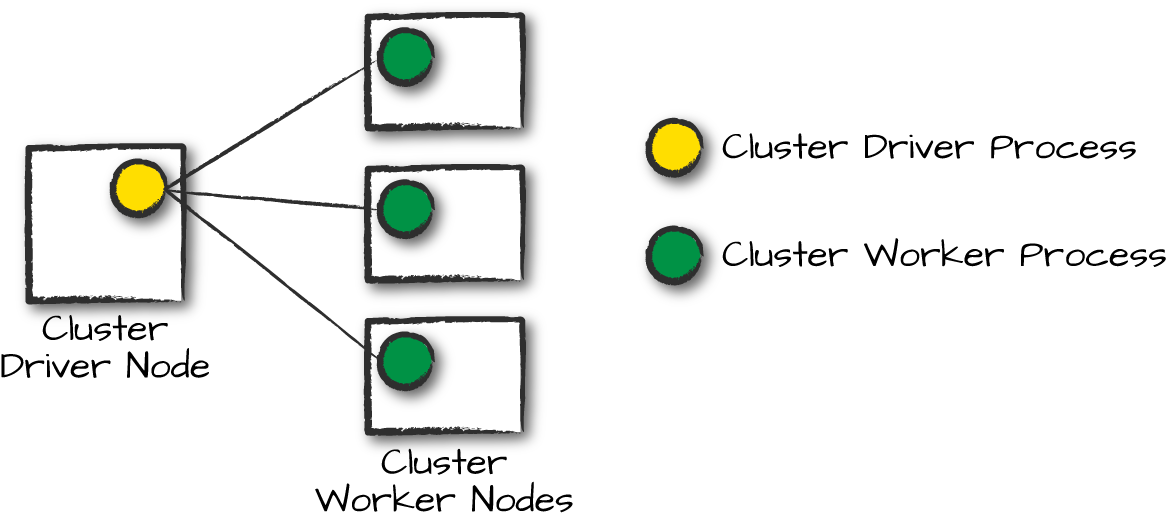 Cluster
Driver Node
Cluster
Worker Nodes
Cluster Driver Process
Cluster Worker Process